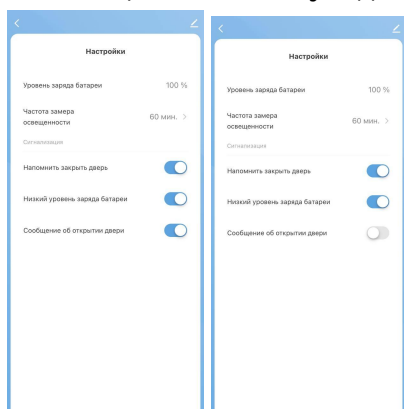 Настройки
Уровень заряда батареи 100 %
Частота замера
освещенности
60 мин. >
Сигнализация
Напомнить закрыть дверь
Низкий уровень заряда батареи
Сообщение об открытии двери
Настройки
Уровень заряда батареи 100 %
Частота замера
освещенности
60 мин. >
Сигнализация
Напомнить закрыть дверь
Низкий уровень заряда батареи
Сообщение об открытии двери